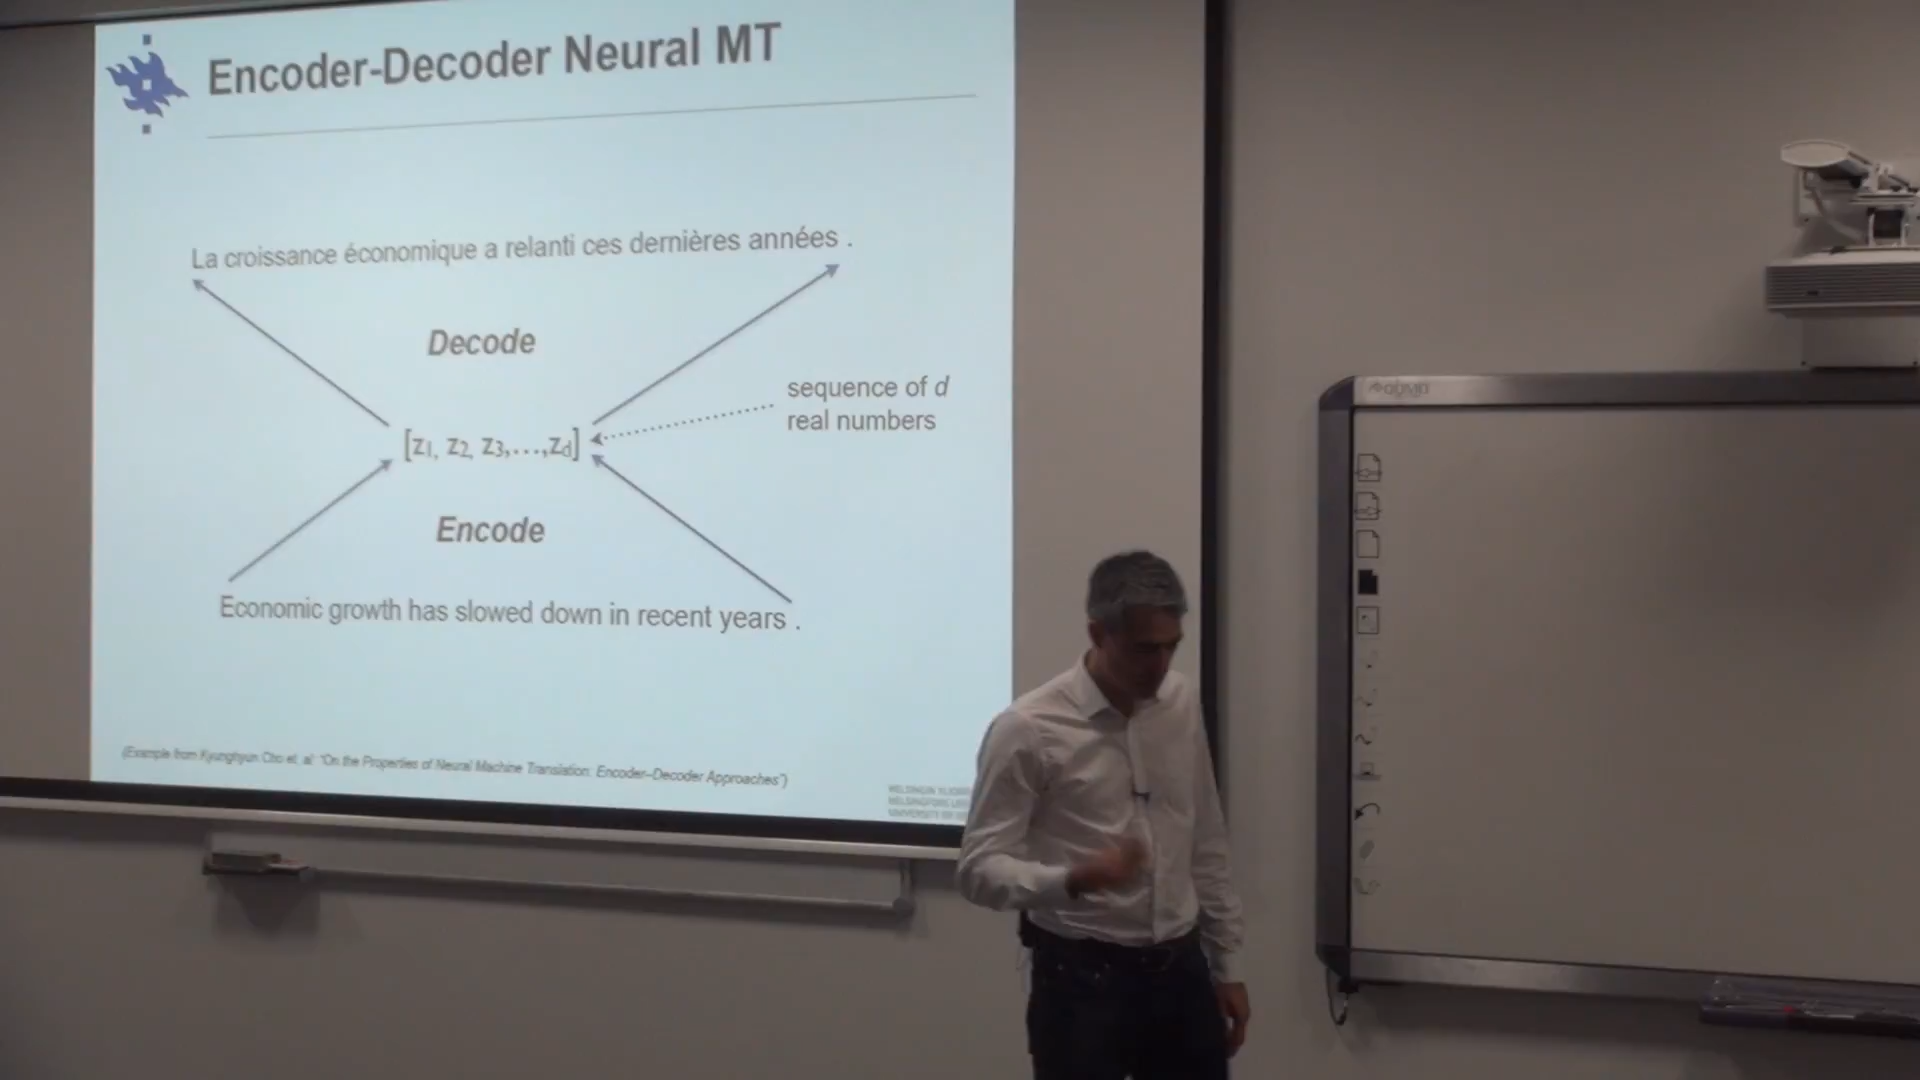 Encoder-Decoder Neural MT
La croissance économique a relanti ces dernières années .
Decode
sequence of d
real numbers
[z1, z2, z3,...,zd]
Encode
Economic growth has slowed down in recent years .
(Example from Kyunghyun Cho et. al: "On the Properties of Neural Machine Translation: Encoder–Decoder Approaches")